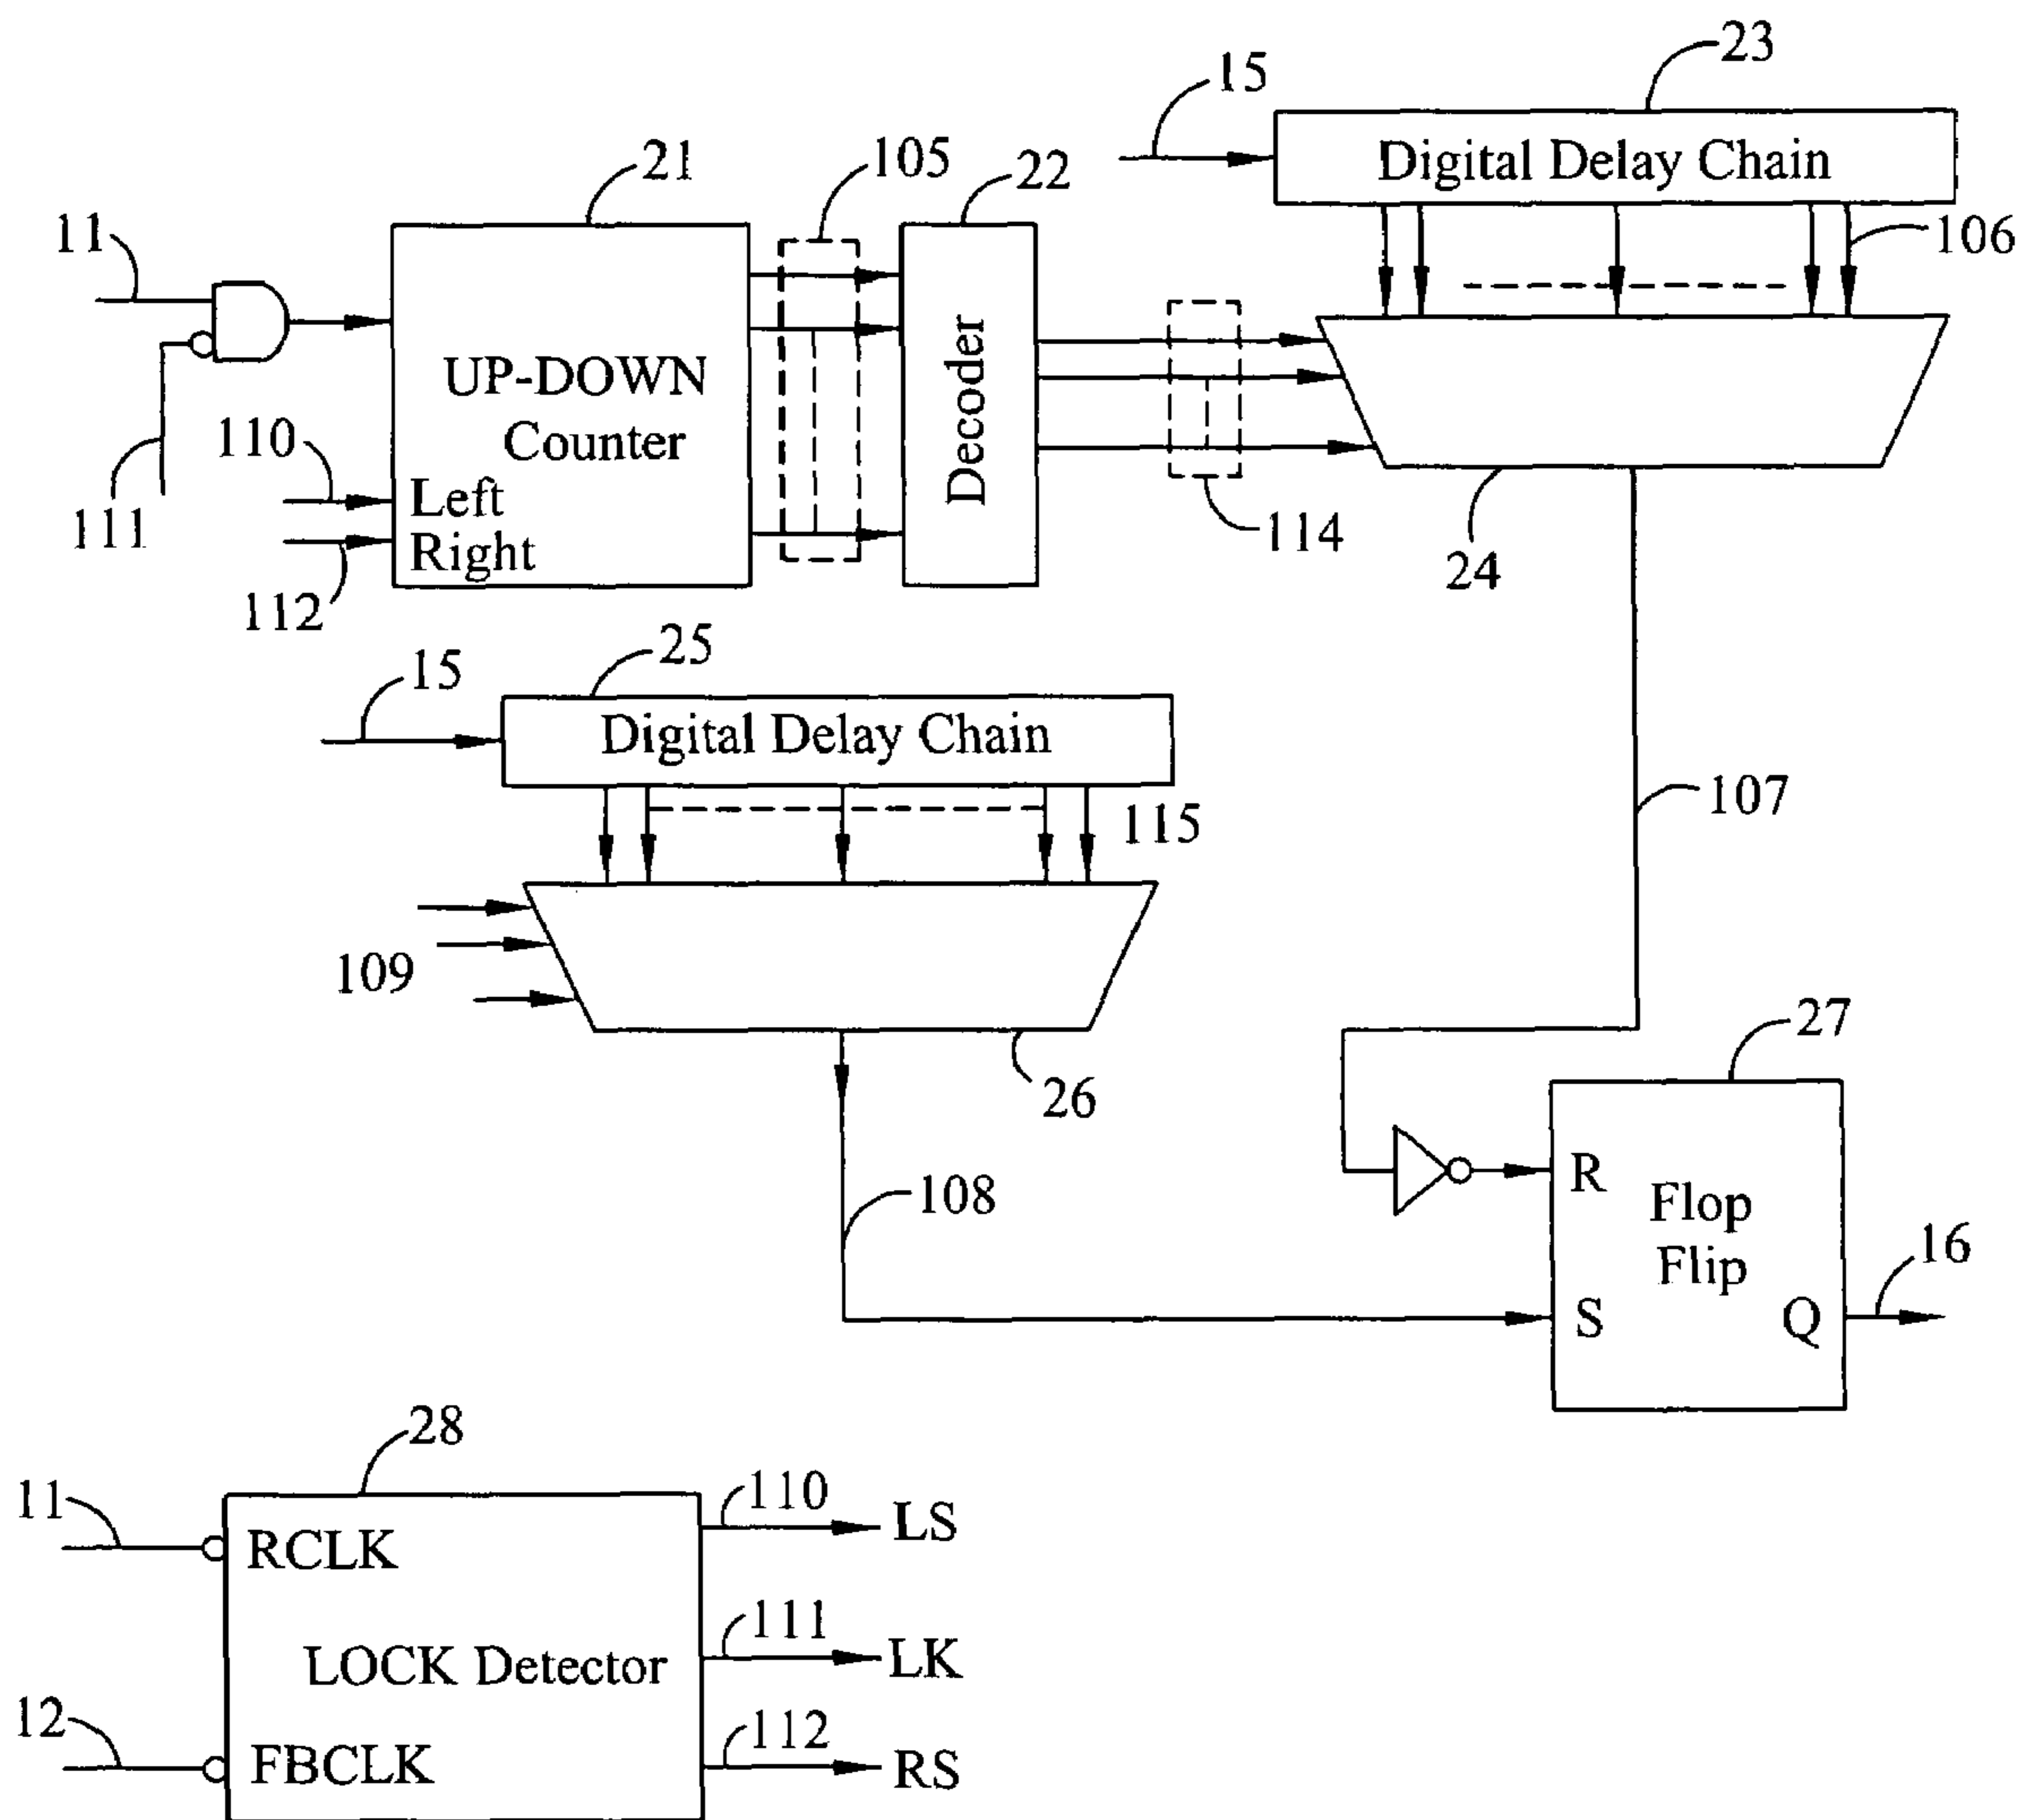 23
15
Digital Delay Chain
106
21
105
22
11
UP-DOWN
Counter
Decoder
110
Left
111
Right
112
114
24
25
15
Digital Delay Chain
115
107
109
26
27
108
R
Flop
Flip
S
Q
16
28
11
RCLK
110
LS
LOCK Detector
111
LK
12
FBCLK
112
RS